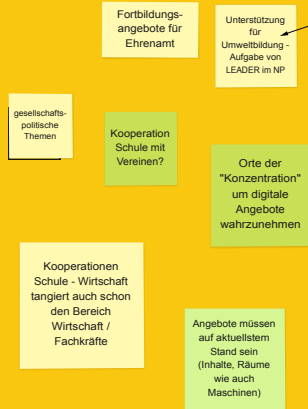 Fortbildungs-
angebote für
Ehrenamt
Unterstützung
für
Umweltbildung -
Aufgabe von
LEADER im NP
gesellschafts-
politische
Themen
Kooperation
Schule mit
Vereinen?
Orte der
"Konzentration"
um digitale
Angebote
wahrzunehmen
Kooperationen
Schule - Wirtschaft
tangiert auch schon
den Bereich
Wirtschaft /
Fachkräfte
Angebote müssen
auf aktuellstem
Stand sein
(Inhalte, Räume
wie auch
Maschinen)